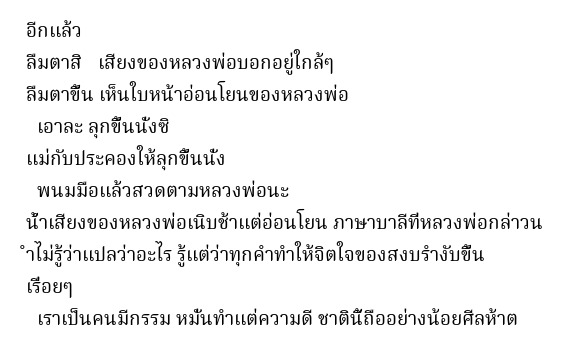 อีกแล้ว
ลืมตาสิ เสียงของหลวงพ่อบอกอยู่ใกล้ๆ
ลืมตาขึ้น เห็นใบหน้าอ่อนโยนของหลวงพ่อ
เอาละ ลุกขึ้นนั่งซิ
แม่กับประคองให้ลุกขึ้นนั่ง
พนมมือแล้วสวดตามหลวงพ่อนะ
น้ำเสียงของหลวงพ่อเนิบช้าแต่อ่อนโยน ภาษาบาลีที่หลวงพ่อกล่าวน
ำไม่รู้ว่าแปลว่าอะไร รู้แต่ว่าทุกคำทำให้จิตใจของสงบรำงับขึ้น
เรื่อยๆ
เราเป็นคนมีกรรม หมั่นทำแต่ความดี ชาตินี้ถืออย่างน้อยศีลห้าต